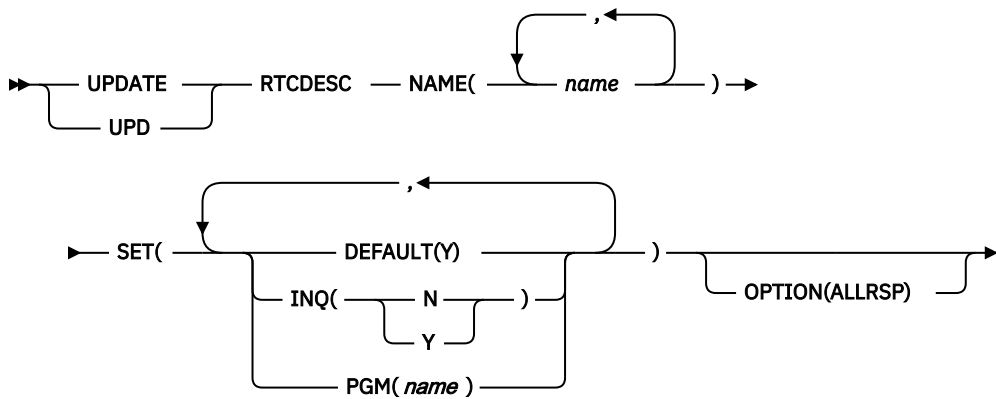 ,
UPDATE RTCDESC NAME( name )
UPD
,
SET( DEFAULT(Y) )
INQ( N ) OPTION(ALLRSP)
Y
PGM( name )